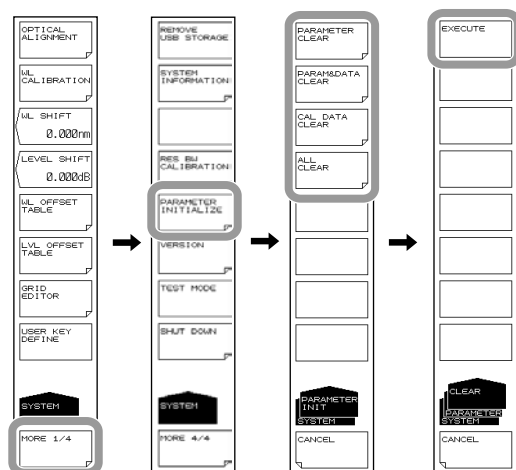 OPTICAL
ALIGNMENT
WL
CALIBRATION
WL SHIFT
0.000nm
LEVEL SHIFT
0.000dB
WL OFFSET
TABLE
LVL OFFSET
TABLE
GRID
EDITOR
USER KEY
DEFINE
SYSTEM
MORE 1/4
REMOVE
USB STORAGE
SYSTEM
INFORMATION
RES BW
CALIBRATION
PARAMETER
INITIALIZE
VERSION
TEST MODE
SHUT DOWN
SYSTEM
MORE 4/4
PARAMETER
CLEAR
PARAM&DATA
CLEAR
CAL DATA
CLEAR
ALL
CLEAR
PARAMETER
INIT
SYSTEM
CANCEL
EXECUTE
CLEAR
PARAMETER
SYSTEM
CANCEL